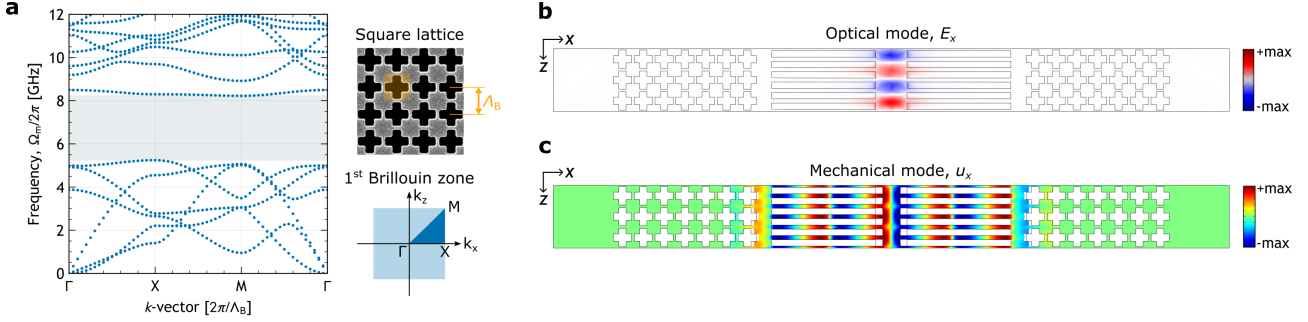 a
Frequency, Ωm/2π [GHz]
12
10
8
6
4
2
0
Γ
X
M
Γ
k-vector [2π/ΛB]
Square lattice
ΛB
1st Brillouin zone
kz
M
Γ
X
kx
b
x
z
Optical mode, Ex
+max
-max
c
x
z
Mechanical mode, ux
+max
-max